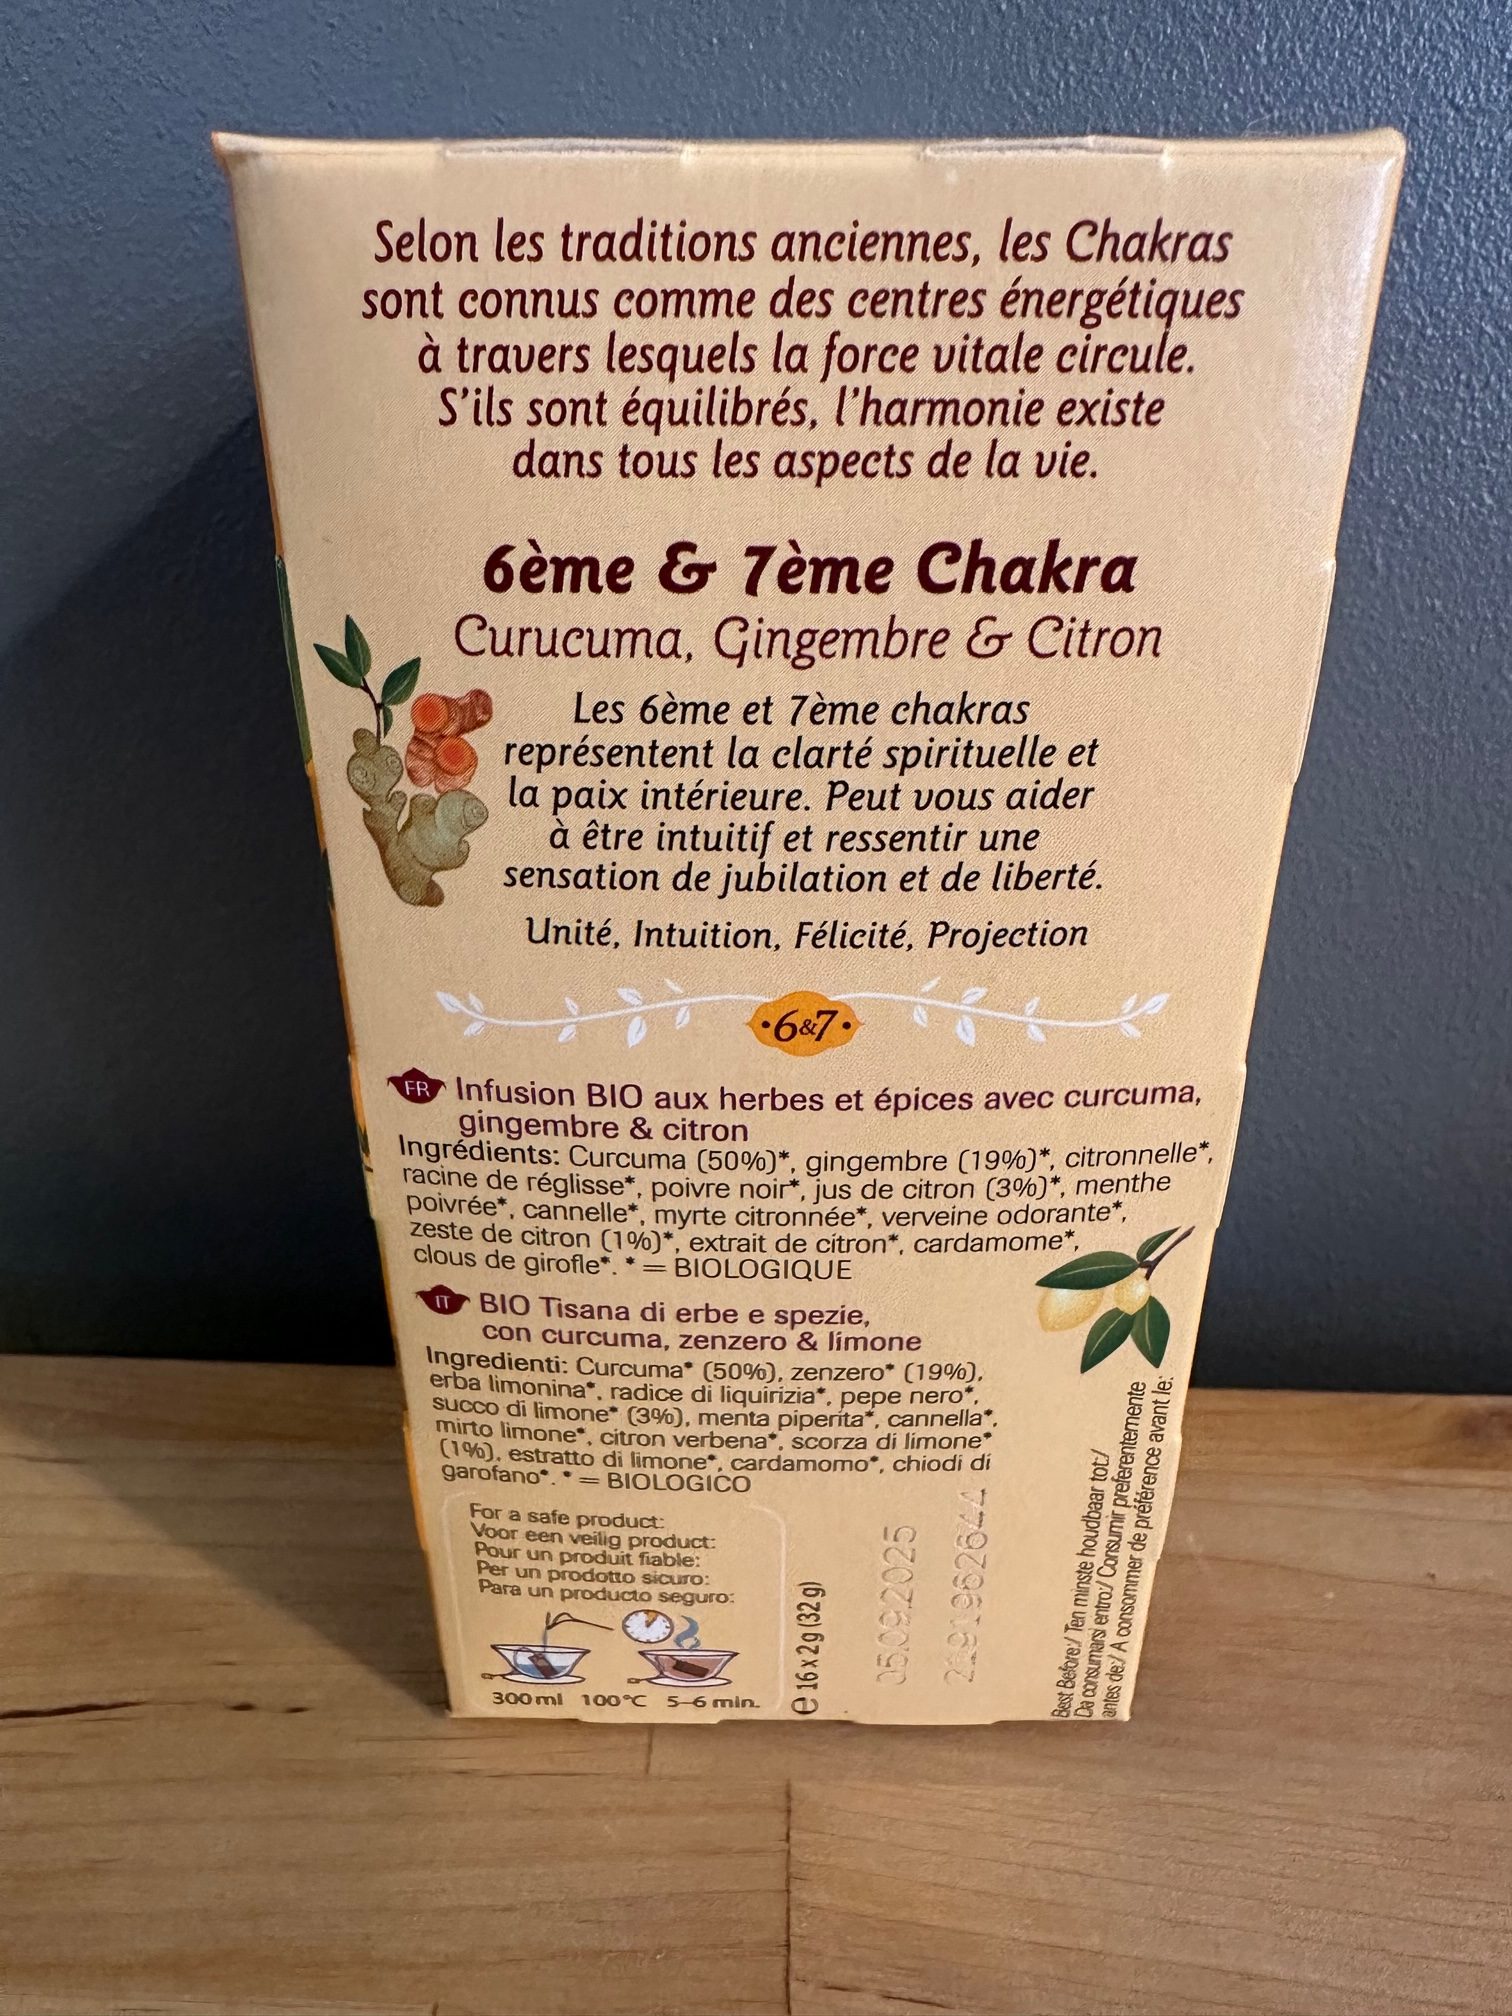 Selon les traditions anciennes, les Chakras
sont connus comme des centres énergétiques
à travers lesquels la force vitale circule.
S'ils sont équilibrés, l'harmonie existe
dans tous les aspects de la vie.
6ème & 7ème Chakra
Curucuma, Gingembre & Citron
Les 6ème et 7ème chakras
représentent la clarté spirituelle et
la paix intérieure. Peut vous aider
à être intuitif et ressentir une
sensation de jubilation et de liberté.
Unité, Intuition, Félicité, Projection
•6&7•
FR Infusion BIO aux herbes et épices avec curcuma,
gingembre & citron
Ingrédients: Curcuma (50%)*, gingembre (19%)*, citronnelle*,
racine de réglisse*, poivre noir*, jus de citron (3%)*, menthe
poivrée*, cannelle*, myrte citronnée*, verveine odorante*,
zeste de citron (1%)*, extrait de citron*, cardamome*,
clous de girofle*. * = BIOLOGIQUE
IT BIO Tisana di erbe e spezie,
con curcuma, zenzero & limone
Ingredienti: Curcuma* (50%), zenzero* (19%),
erba limonina*, radice di liquirizia*, pepe nero*,
succo di limone* (3%), menta piperita*, cannella*,
mirto limone*, citron verbena*, scorza di limone*
(1%), estratto di limone*, cardamomo*, chiodi di
garofano*. * = BIOLOGICO
For a safe product:
Voor een veilig product:
Pour un produit fiable:
Per un prodotto sicuro:
Para un producto seguro:
300ml 100°C 5-6 min.
e 16 x 2 g (32 g)
05.09.2025
Best Before:/ Ten minste houdbaar tot:/
Da consumarsi entro:/ Consumir preferentemente
antes de:/ A consommer de préférence avant le: